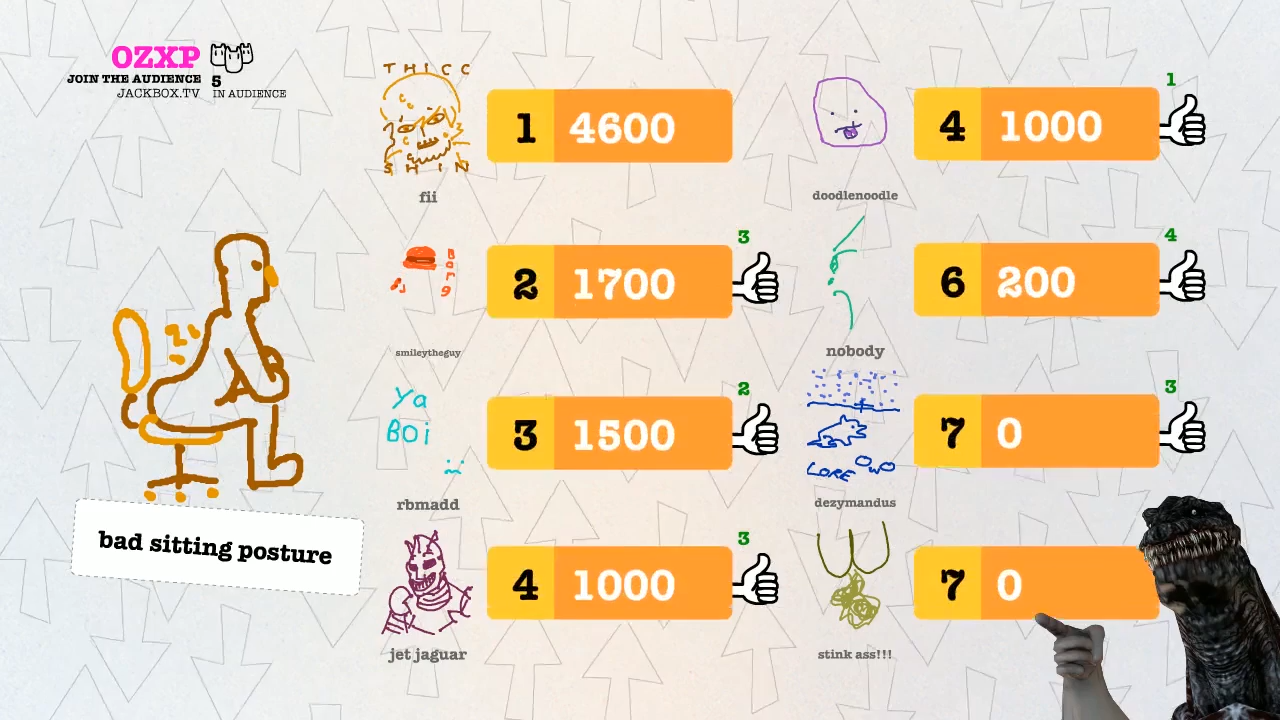 OZXP
JOIN THE AUDIENCE
JACKBOX.TV
5
IN AUDIENCE
bad sitting posture
THICC
SHIN
fii
1 4600
smileytheguy
2 1700
3
Ya
BOi
rbmadd
3 1500
2
jet jaguar
4 1000
3
doodlenoodle
4 1000
1
nobody
6 200
4
LORE OwO
dezymandus
7 0
3
stink ass!!!
7 0